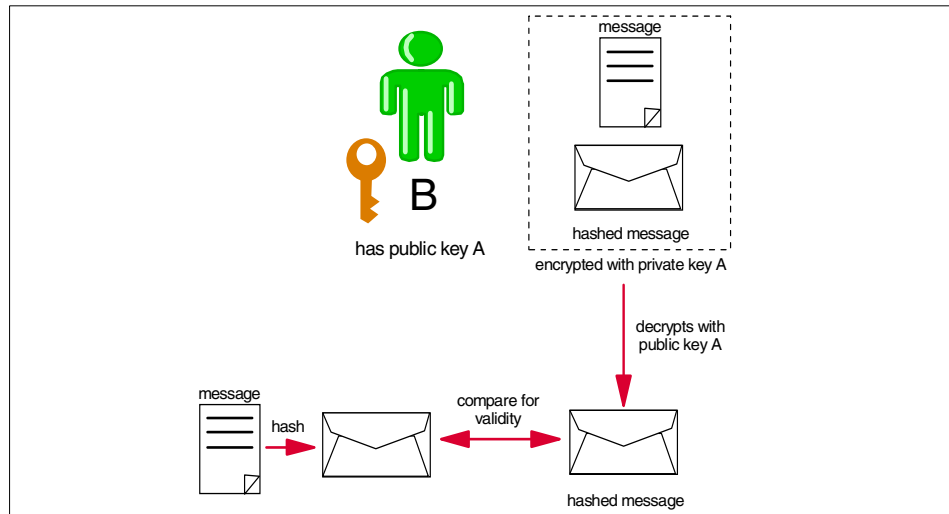 message
B
has public key A
hashed message
encrypted with private key A
decrypts with
public key A
message
hash
compare for
validity
hashed message